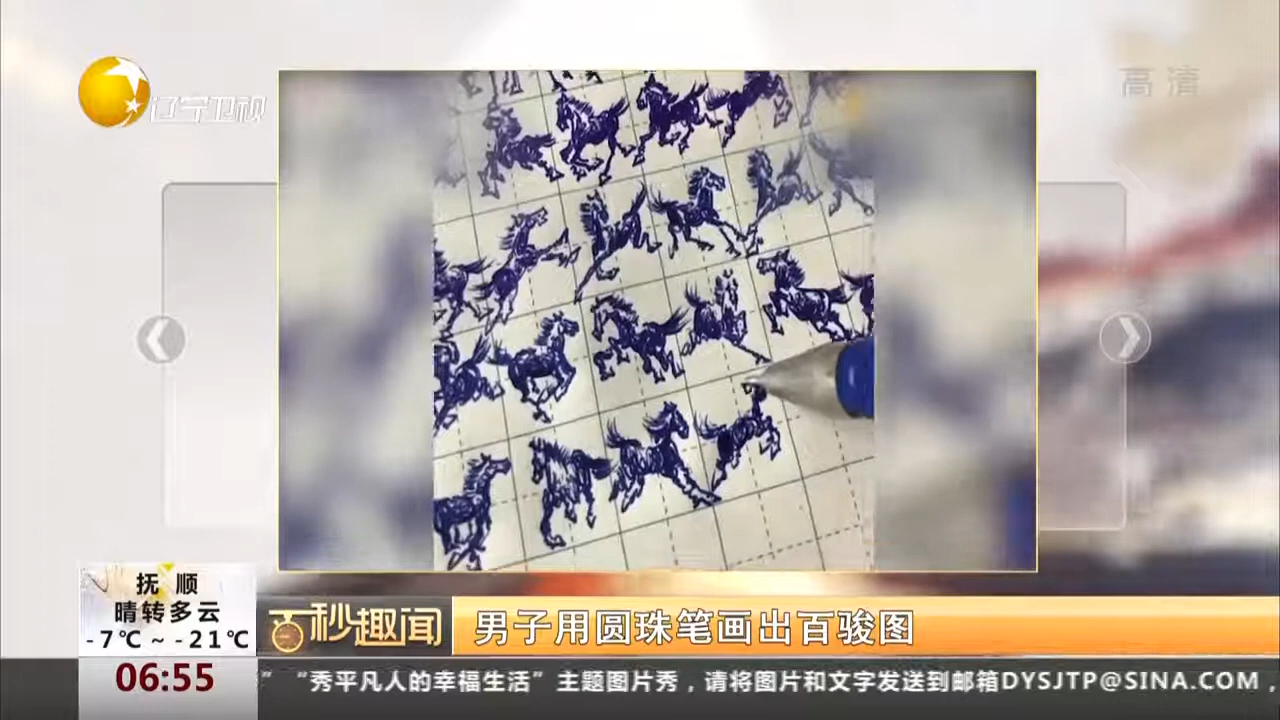 辽宁卫视
高清
抚 顺
晴转多云
-7℃~-21℃
06:55
秒趣闻
男子用圆珠笔画出百骏图
” “秀平凡人的幸福生活”主题图片秀，请将图片和文字发送到邮箱DYSJTP@SINA.COM，